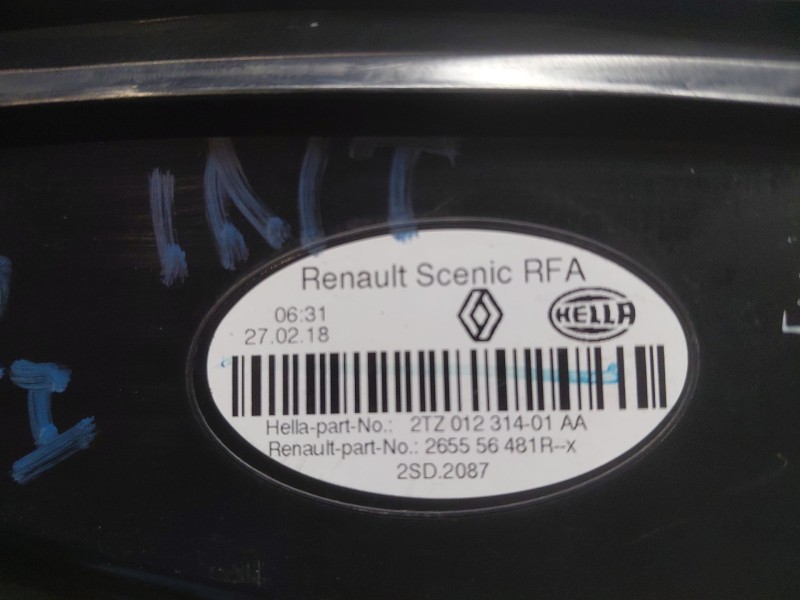 INT
I
Renault Scenic RFA
06:31
27.02.18
HELLA
Hella-part-No.: 2TZ 012 314-01 AA
Renault-part-No.: 2655 56 481R--x
2SD.2087